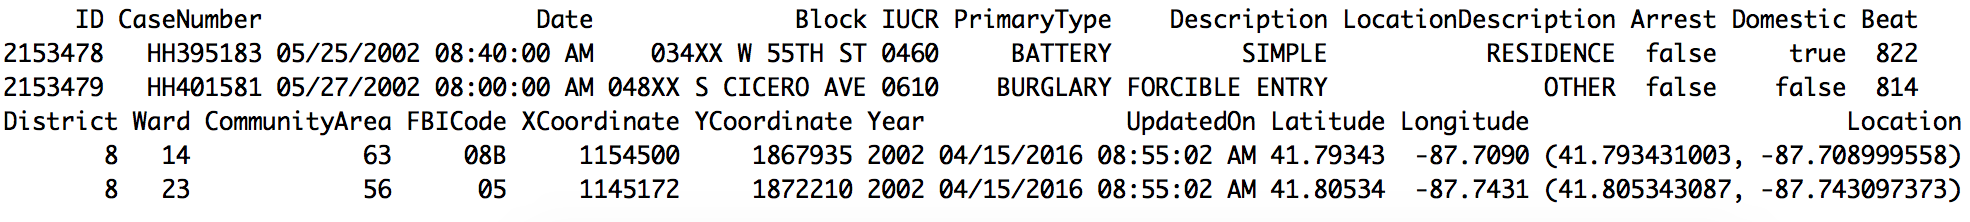 ID CaseNumber Date Block IUCR PrimaryType Description LocationDescription Arrest Domestic Beat
2153478 HH395183 05/25/2002 08:40:00 AM 034XX W 55TH ST 0460 BATTERY SIMPLE RESIDENCE false true 822
2153479 HH401581 05/27/2002 08:00:00 AM 048XX S CICERO AVE 0610 BURGLARY FORCIBLE ENTRY OTHER false false 814
District Ward CommunityArea FBICode XCoordinate YCoordinate Year UpdatedOn Latitude Longitude Location
8 14 63 08B 1154500 1867935 2002 04/15/2016 08:55:02 AM 41.79343 -87.7090 (41.793431003, -87.708999558)
8 23 56 05 1145172 1872210 2002 04/15/2016 08:55:02 AM 41.80534 -87.7431 (41.805343087, -87.743097373)